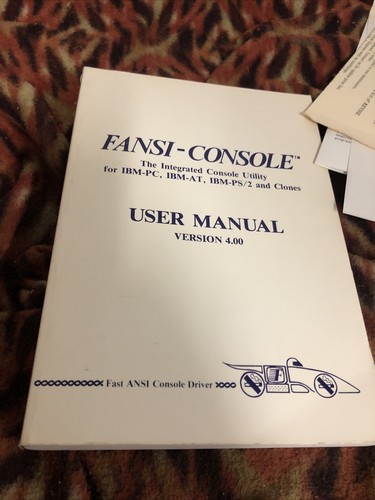 FANSI-CONSOLE™
The Integrated Console Utility
for IBM-PC, IBM-AT, IBM-PS/2 and Clones
USER MANUAL
VERSION 4.00
Fast ANSI Console Driver